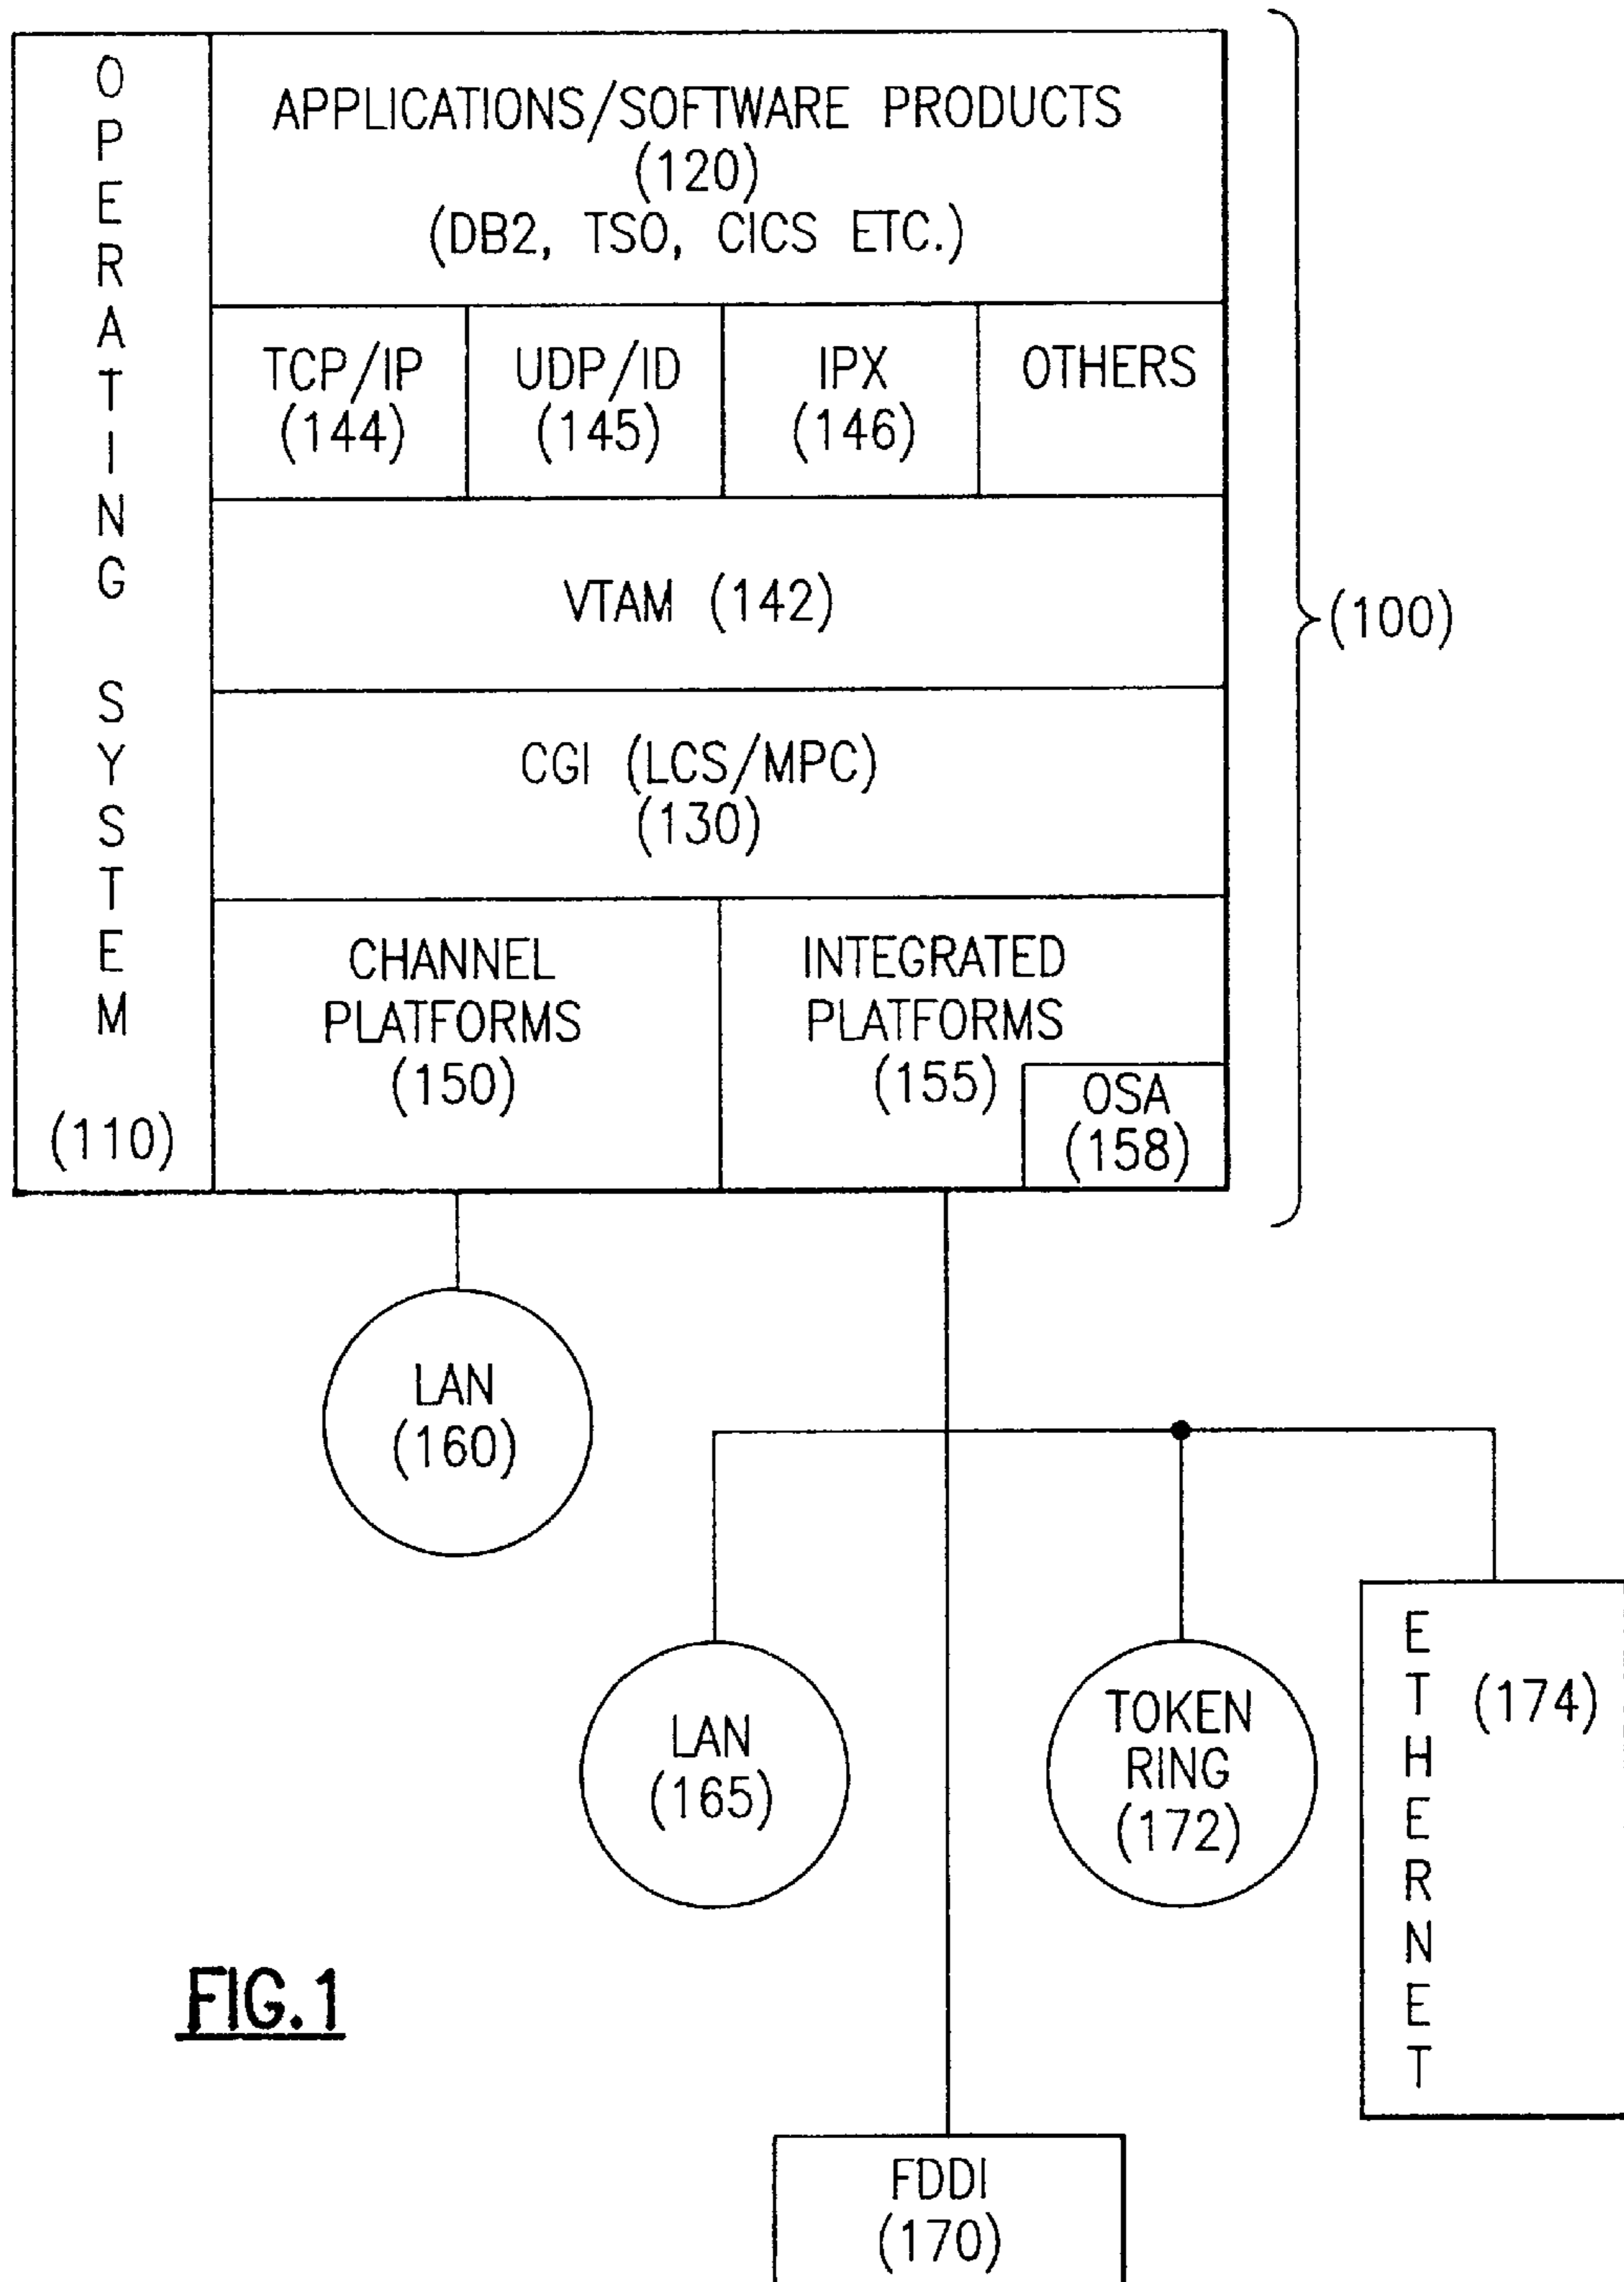 OPERATING SYSTEM
(110)
APPLICATIONS/SOFTWARE PRODUCTS
(120)
(DB2, TSO, CICS ETC.)
TCP/IP
(144)
UDP/ID
(145)
IPX
(146)
OTHERS
VTAM (142)
CGI (LCS/MPC)
(130)
CHANNEL
PLATFORMS
(150)
INTEGRATED
PLATFORMS
(155)
OSA
(158)
(100)
LAN
(160)
LAN
(165)
TOKEN
RING
(172)
ETHERNET
(174)
FDDI
(170)
FIG.1